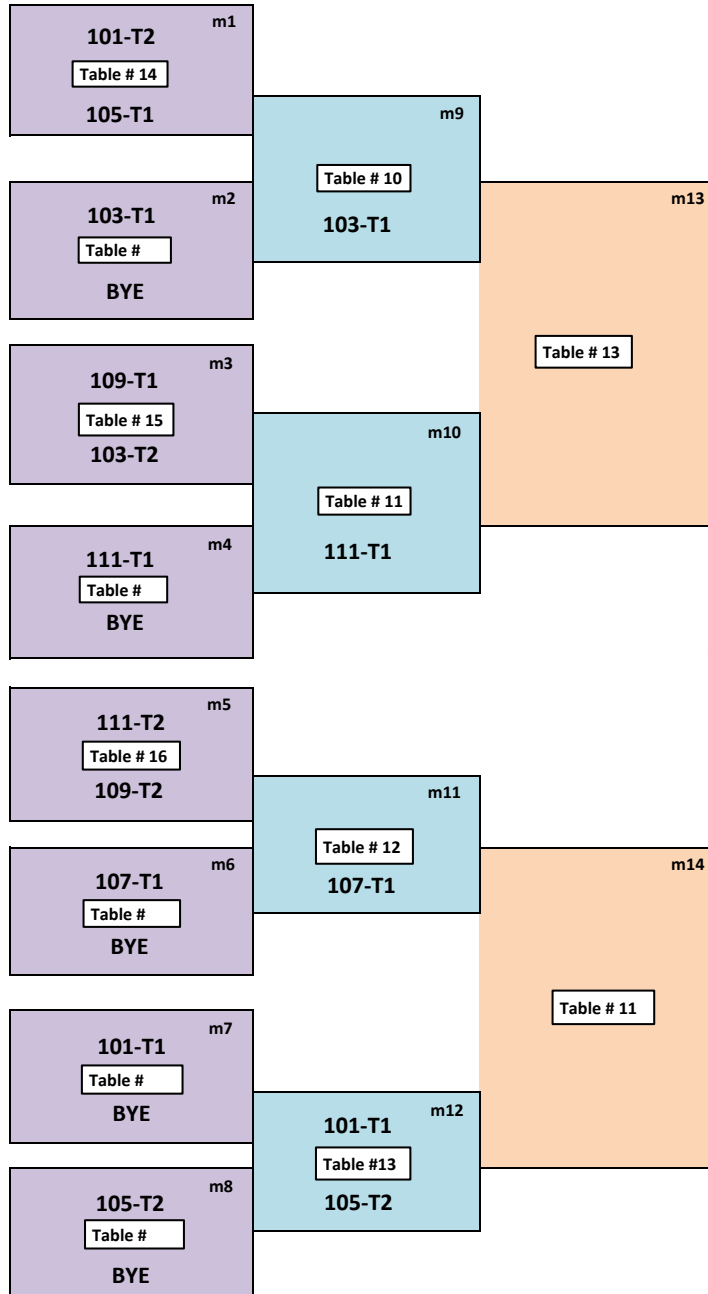 m1
101-T2
Table # 14
105-T1
m2
103-T1
Table #
BYE
m3
109-T1
Table # 15
103-T2
m4
111-T1
Table #
BYE
m5
111-T2
Table # 16
109-T2
m6
107-T1
Table #
BYE
m7
101-T1
Table #
BYE
m8
105-T2
Table #
BYE
m9
Table # 10
103-T1
m10
Table # 11
111-T1
m11
Table # 12
107-T1
m12
101-T1
Table #13
105-T2
m13
Table # 13
m14
Table # 11